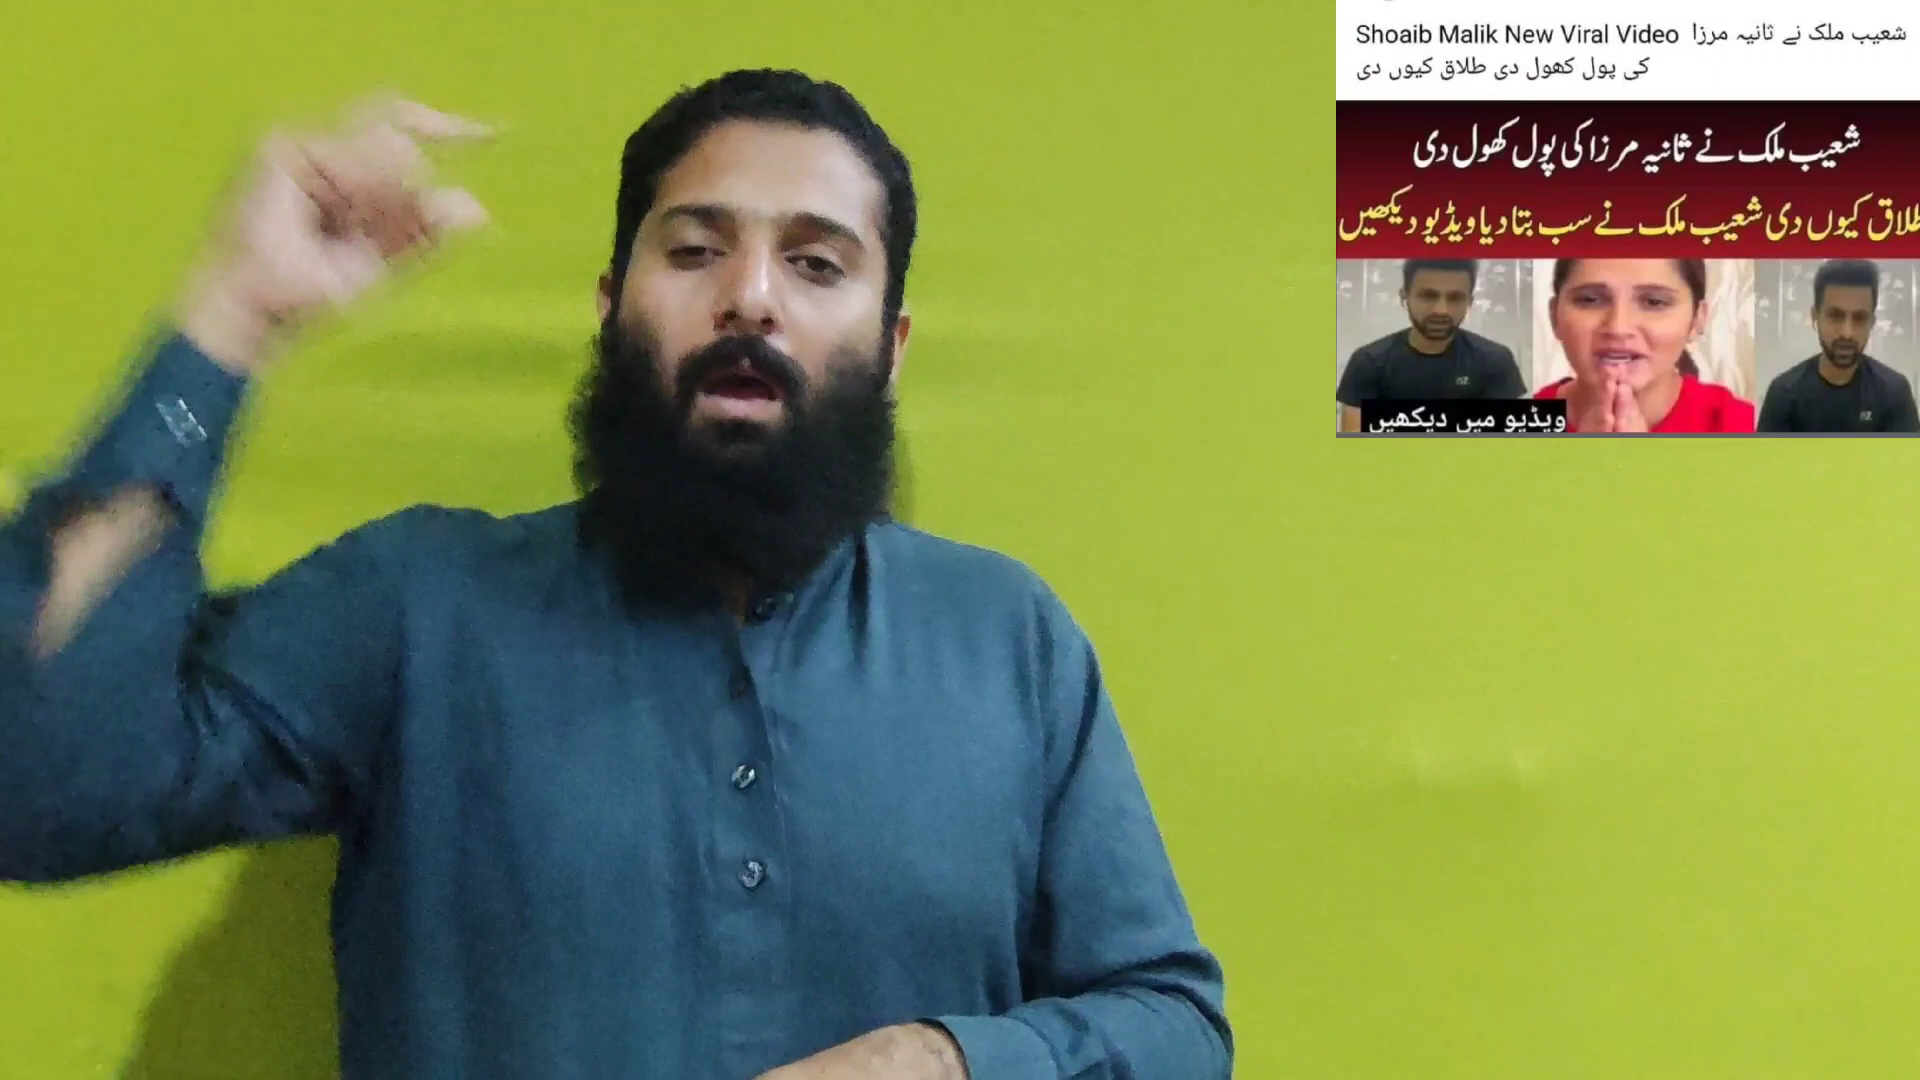 Shoaib Malik New Viral Video شعیب ملک نے ثانیہ مرزا
کی پول کھول دی طلاق کیوں دی
شعیب ملک نے ثانیہ مرزا کی پول کھول دی
طلاق کیوں دی شعیب ملک نے سب بتا دیا ویڈیو دیکھیں
ویڈیو میں دیکھیں